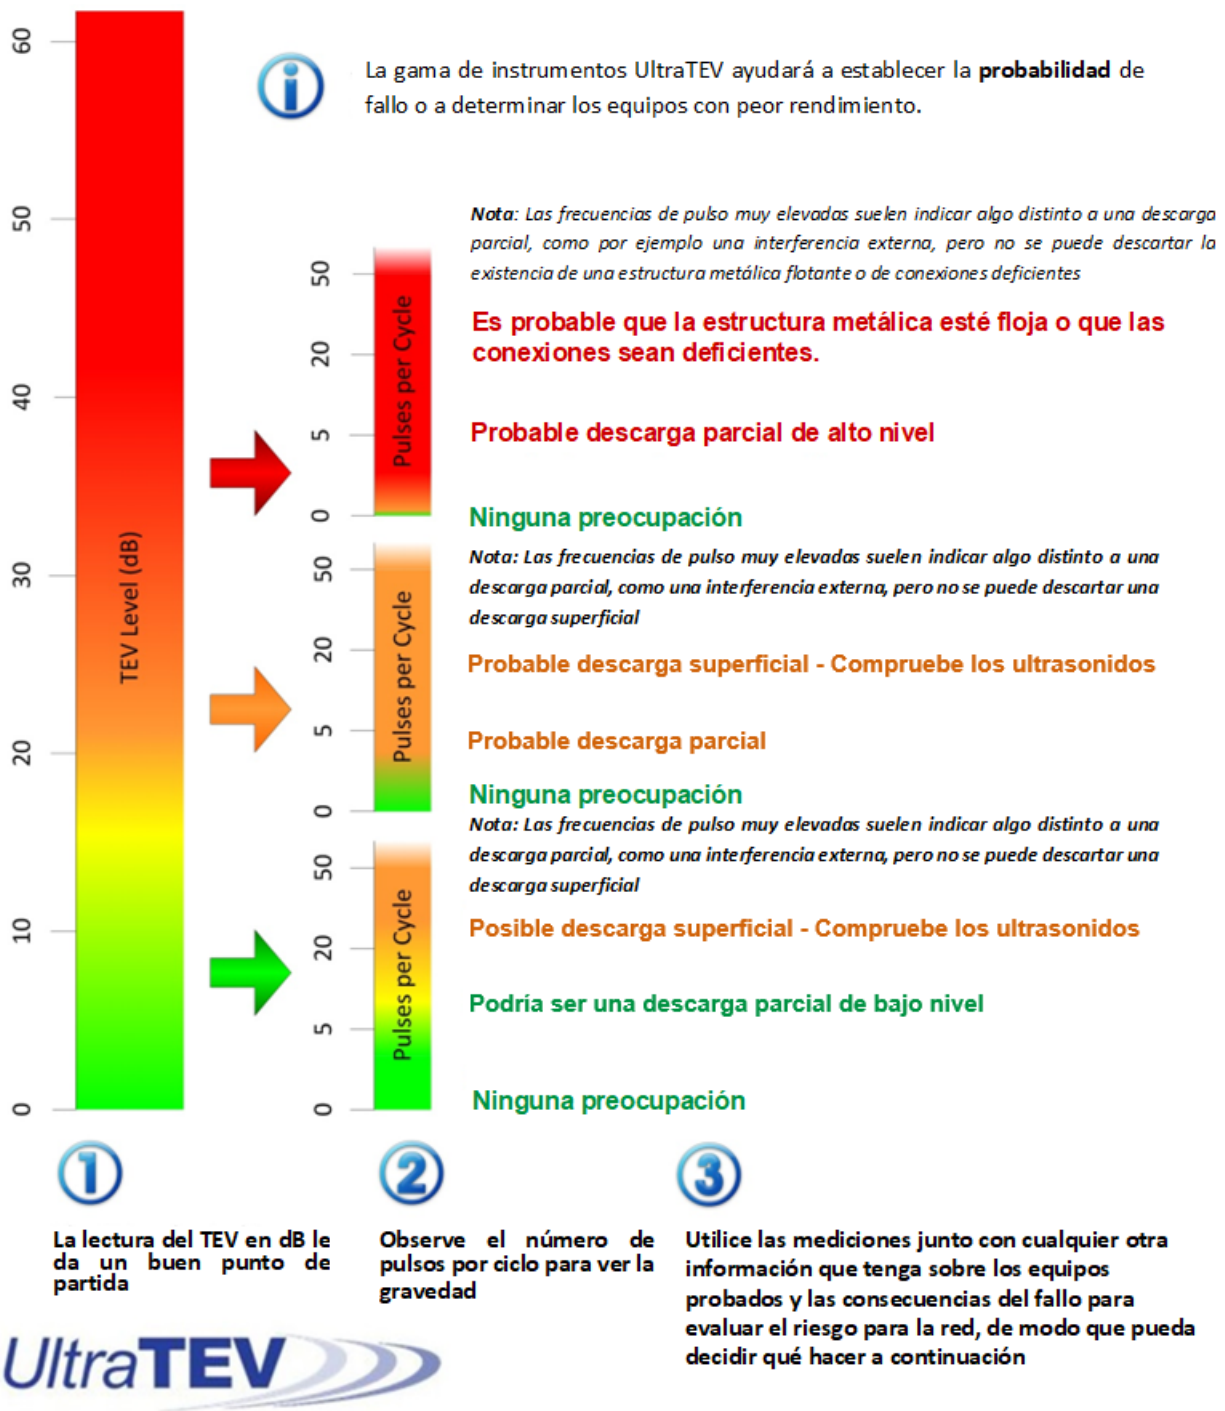 La gama de instrumentos UltraTEV ayudará a establecer la probabilidad de
fallo o a determinar los equipos con peor rendimiento.
60
50
40
30
20
10
0
TEV Level (dB)
Nota: Las frecuencias de pulso muy elevadas suelen indicar algo distinto a una descarga
parcial, como por ejemplo una interferencia externa, pero no se puede descartar la
existencia de una estructura metálica flotante o de conexiones deficientes
50
20
5
0
Pulses per Cycle
Es probable que la estructura metálica esté floja o que las
conexiones sean deficientes.
Probable descarga parcial de alto nivel
Ninguna preocupación
Nota: Las frecuencias de pulso muy elevadas suelen indicar algo distinto a una
descarga parcial, como una interferencia externa, pero no se puede descartar una
descarga superficial
50
20
5
0
Pulses per Cycle
Probable descarga superficial - Compruebe los ultrasonidos
Probable descarga parcial
Ninguna preocupación
Nota: Las frecuencias de pulso muy elevadas suelen indicar algo distinto a una
descarga parcial, como una interferencia externa, pero no se puede descartar una
descarga superficial
50
20
5
0
Pulses per Cycle
Posible descarga superficial - Compruebe los ultrasonidos
Podría ser una descarga parcial de bajo nivel
Ninguna preocupación
1
La lectura del TEV en dB le
da un buen punto de
partida
2
Observe el número de
pulsos por ciclo para ver la
gravedad
3
Utilice las mediciones junto con cualquier otra
información que tenga sobre los equipos
probados y las consecuencias del fallo para
evaluar el riesgo para la red, de modo que pueda
decidir qué hacer a continuación
UltraTEV